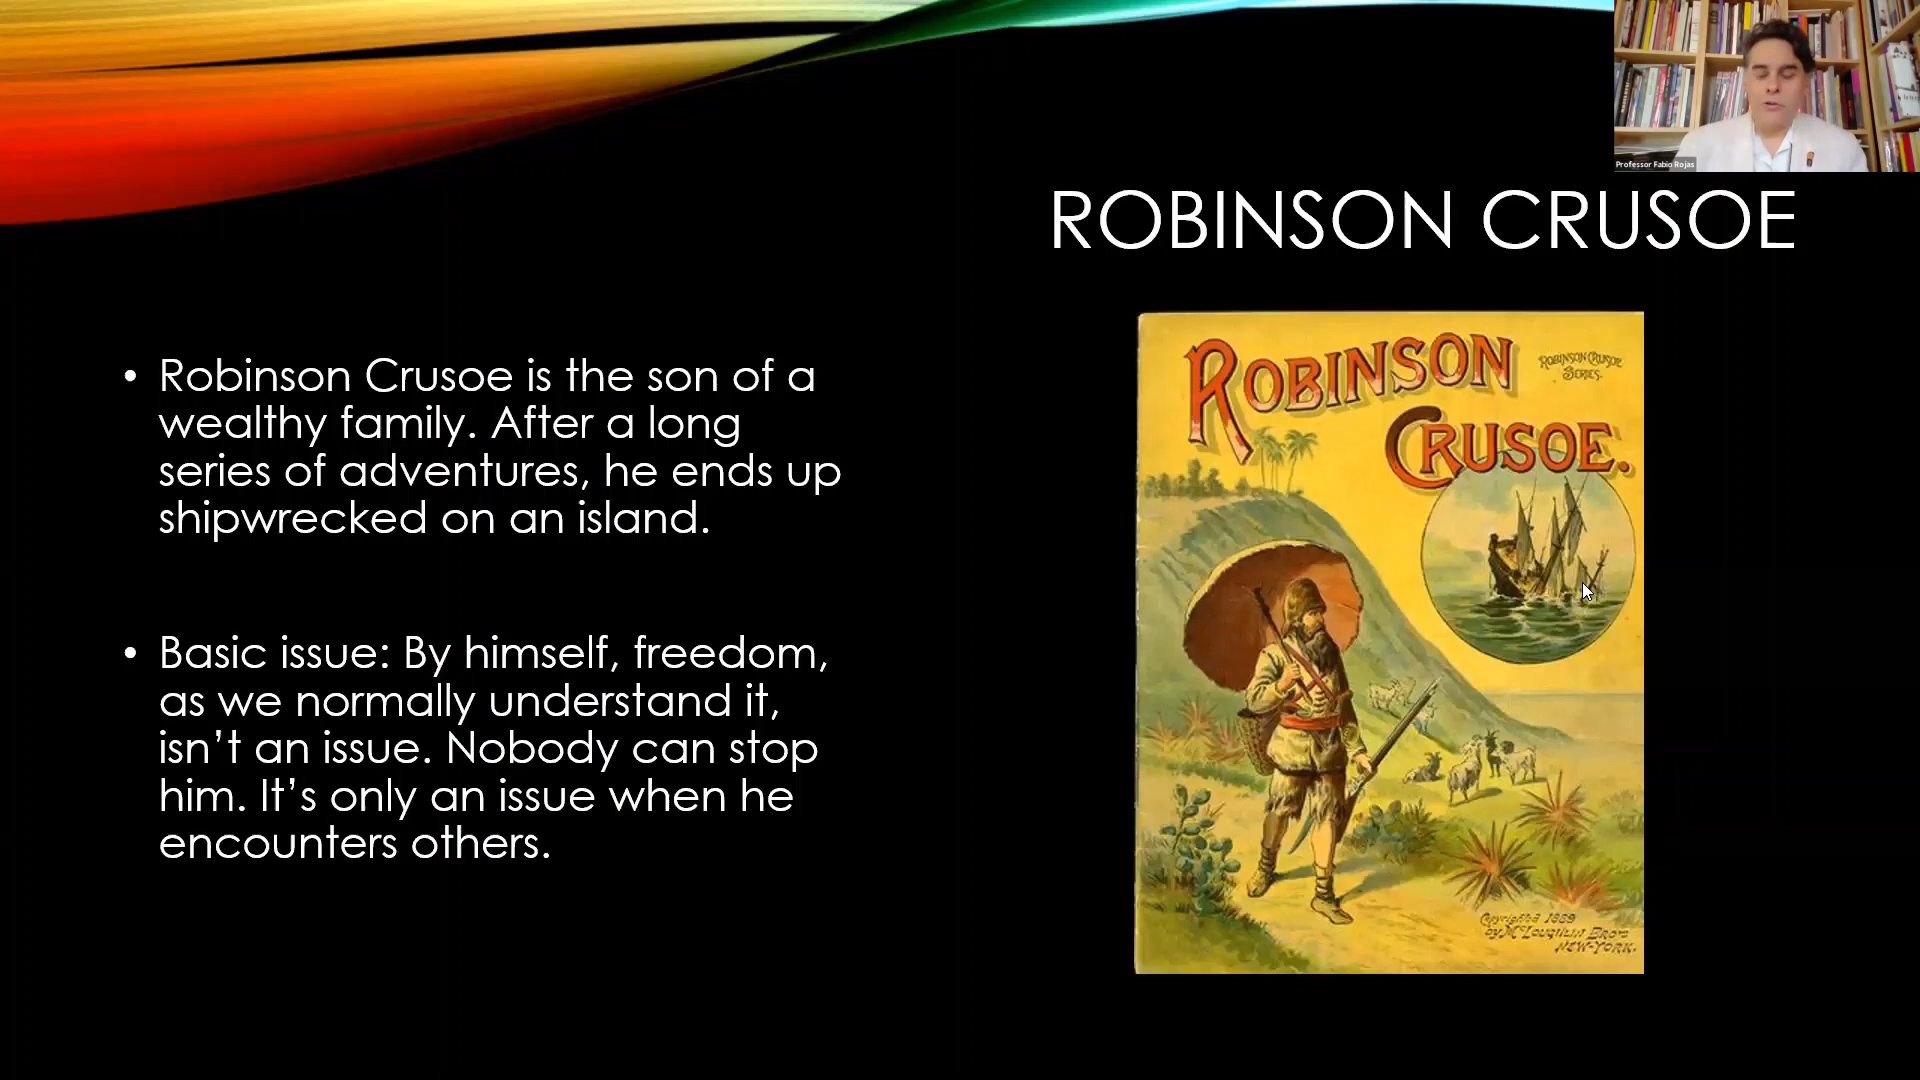 Professor Fabio Rojas
ROBINSON CRUSOE
• Robinson Crusoe is the son of a
wealthy family. After a long
series of adventures, he ends up
shipwrecked on an island.
• Basic issue: By himself, freedom,
as we normally understand it,
isn’t an issue. Nobody can stop
him. It’s only an issue when he
encounters others.
ROBINSON
CRUSOE.
ROBINSON CRUSOE
SERIES.
Copyrighted 1889
by McLoughlin Bro's
NEW-YORK.